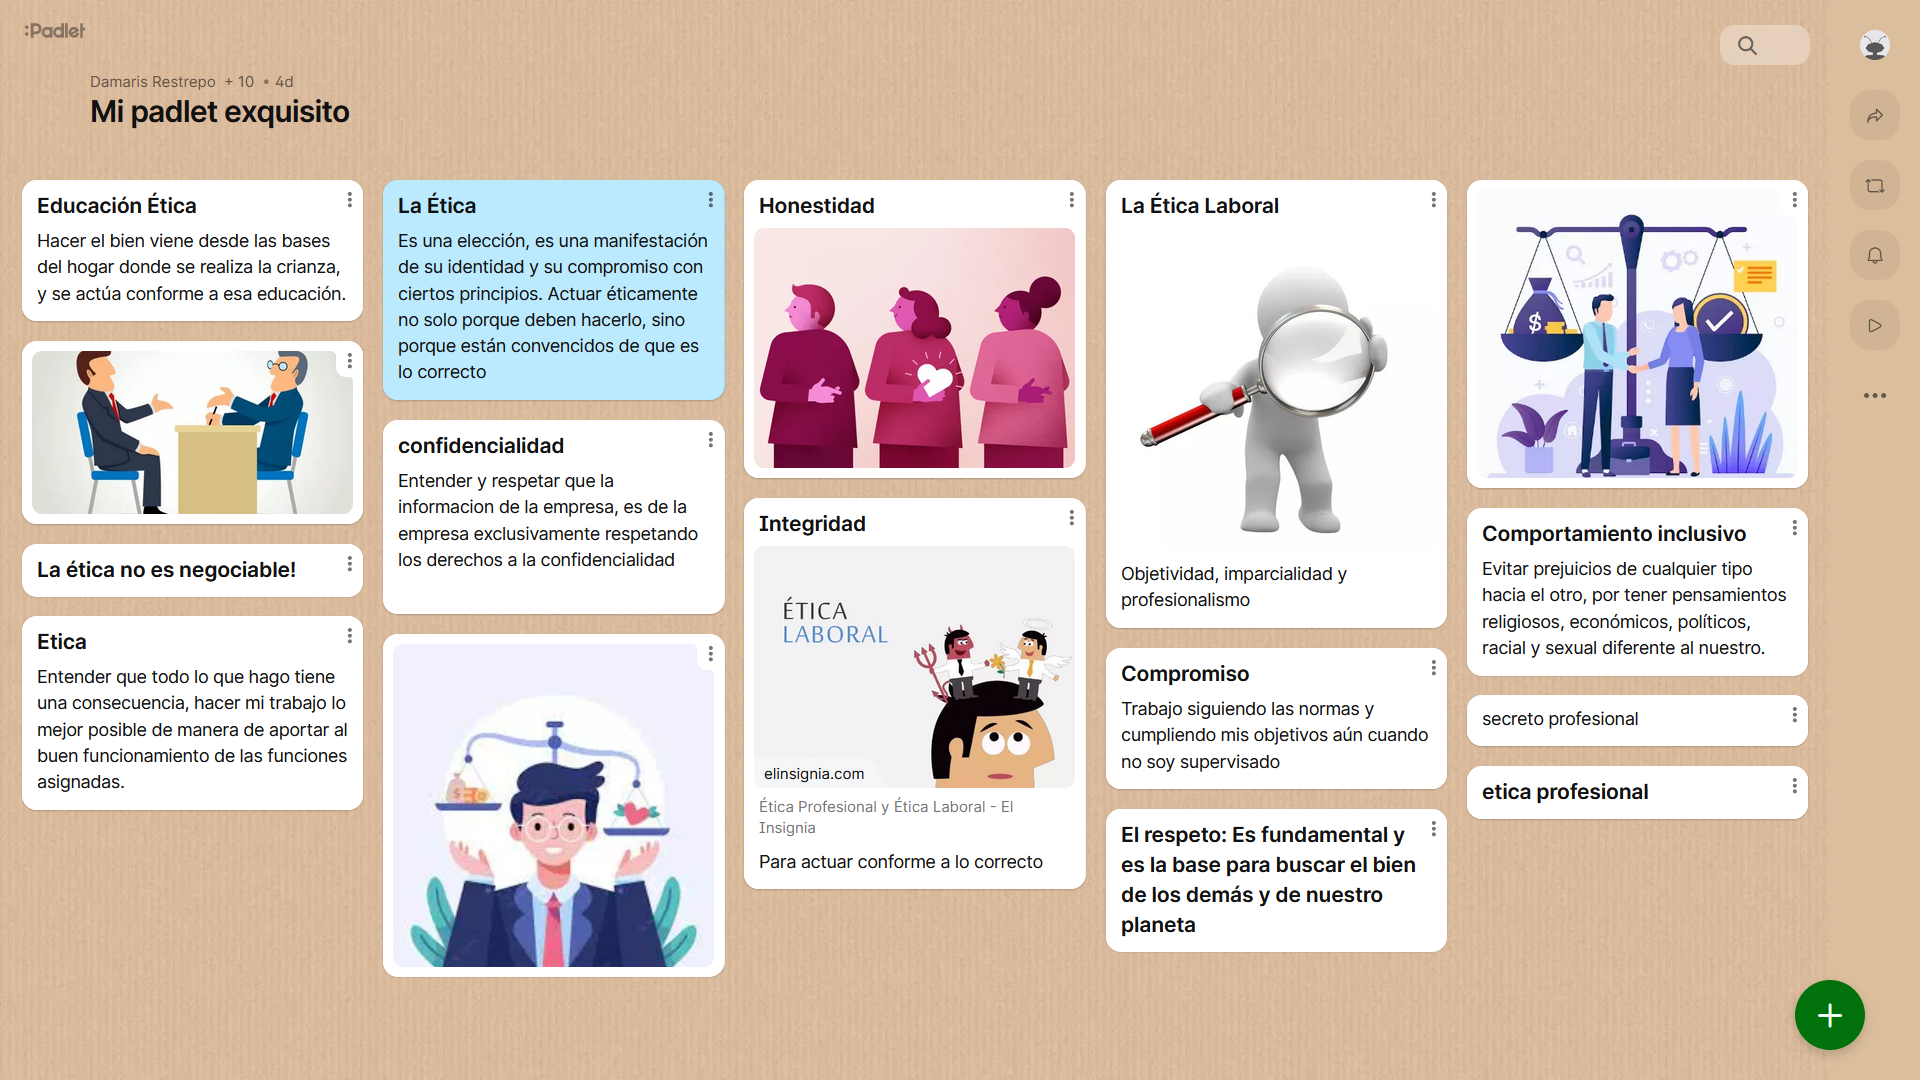 :Padlet
Damaris Restrepo + 10 • 4d
Mi padlet exquisito
Educación Ética
Hacer el bien viene desde las bases
del hogar donde se realiza la crianza,
y se actúa conforme a esa educación.
La ética no es negociable!
Etica
Entender que todo lo que hago tiene
una consecuencia, hacer mi trabajo lo
mejor posible de manera de aportar al
buen funcionamiento de las funciones
asignadas.
La Ética
Es una elección, es una manifestación
de su identidad y su compromiso con
ciertos principios. Actuar éticamente
no solo porque deben hacerlo, sino
porque están convencidos de que es
lo correcto
confidencialidad
Entender y respetar que la
informacion de la empresa, es de la
empresa exclusivamente respetando
los derechos a la confidencialidad
$
Honestidad
Integridad
ÉTICA
LABORAL
elinsignia.com
Ética Profesional y Ética Laboral - El
Insignia
Para actuar conforme a lo correcto
La Ética Laboral
Objetividad, imparcialidad y
profesionalismo
Compromiso
Trabajo siguiendo las normas y
cumpliendo mis objetivos aún cuando
no soy supervisado
El respeto: Es fundamental y
es la base para buscar el bien
de los demás y de nuestro
planeta
$
Comportamiento inclusivo
Evitar prejuicios de cualquier tipo
hacia el otro, por tener pensamientos
religiosos, económicos, políticos,
racial y sexual diferente al nuestro.
secreto profesional
etica profesional